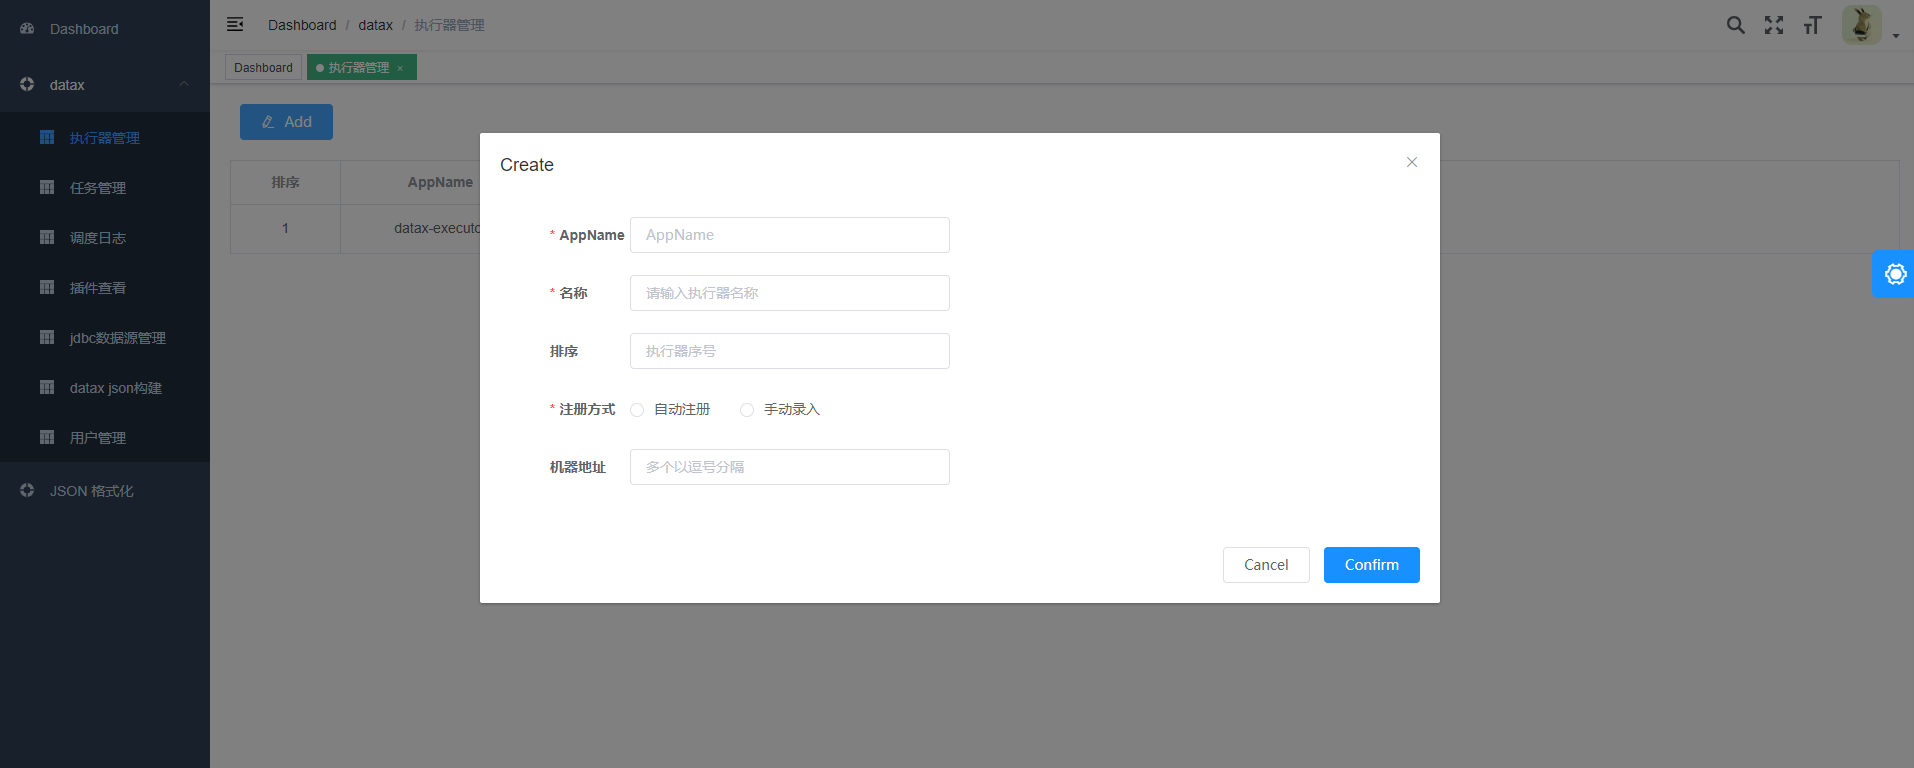 Dashboard
datax
执行器管理
任务管理
调度日志
插件查看
jdbc数据源管理
datax json构建
用户管理
JSON 格式化
Dashboard / datax / 执行器管理
Dashboard
执行器管理 ×
Add
排序 AppName
1 datax-executo
Create
* AppName AppName
* 名称 请输入执行器名称
排序 执行器序号
* 注册方式 自动注册 手动录入
机器地址 多个以逗号分隔
Cancel Confirm